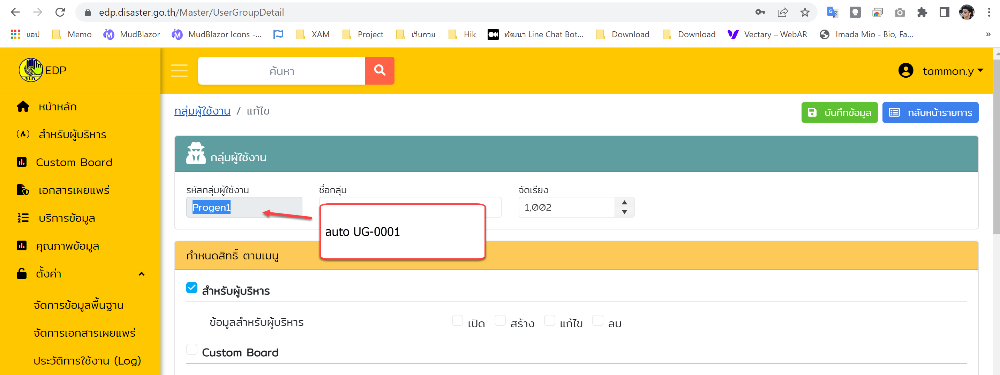 edp.disaster.go.th/Master/UserGroupDetail
แอป Memo MudBlazor MudBlazor Icons -... XAM Project เว็บกวย Hik พัฒนา Line Chat Bot... Download Download Vectary – WebAR Imada Mio - Bio, Fa... »
ปภ. EDP
ค้นหา
tammon.y
หน้าหลัก
สำหรับผู้บริหาร
Custom Board
เอกสารเผยแพร่
บริการข้อมูล
คุณภาพข้อมูล
ตั้งค่า
จัดการข้อมูลพื้นฐาน
จัดการเอกสารเผยแพร่
ประวัติการใช้งาน (Log)
กลุ่มผู้ใช้งาน / แก้ไข
บันทึกข้อมูล
กลับหน้ารายการ
กลุ่มผู้ใช้งาน
รหัสกลุ่มผู้ใช้งาน ชื่อกลุ่ม จัดเรียง
Progen1 1,002
auto UG-0001
กำหนดสิทธิ์ ตามเมนู
สำหรับผู้บริหาร
ข้อมูลสำหรับผู้บริหาร เปิด สร้าง แก้ไข ลบ
Custom Board